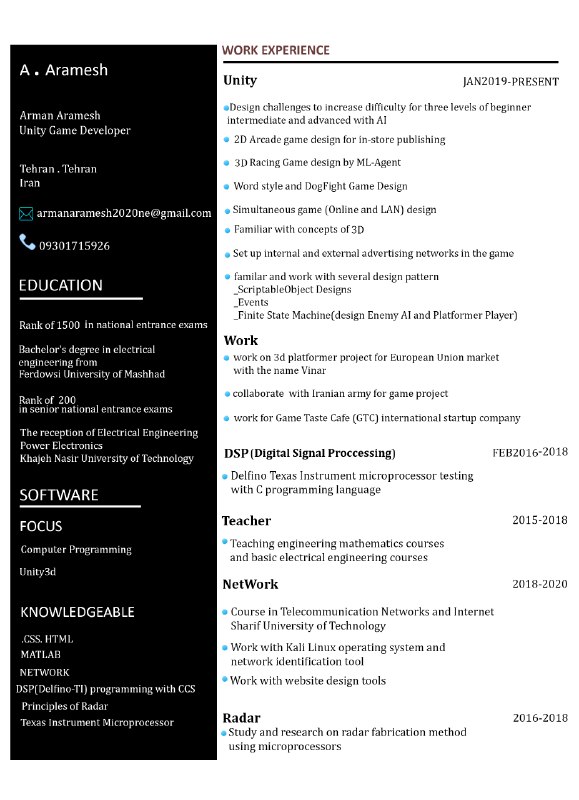 A . Aramesh
Arman Aramesh
Unity Game Developer
Tehran . Tehran
Iran
armanaramesh2020ne@gmail.com
09301715926
EDUCATION
Rank of 1500 in national entrance exams
Bachelor's degree in electrical
engineering from
Ferdowsi University of Mashhad
Rank of 200
in senior national entrance exams
The reception of Electrical Engineering
Power Electronics
Khajeh Nasir University of Technology
SOFTWARE
FOCUS
Computer Programming
Unity3d
KNOWLEDGEABLE
.CSS. HTML
MATLAB
NETWORK
DSP(Delfino-TI) programming with CCS
Principles of Radar
Texas Instrument Microprocessor
WORK EXPERIENCE
Unity JAN2019-PRESENT
Design challenges to increase difficulty for three levels of beginner
intermediate and advanced with AI
2D Arcade game design for in-store publishing
3D Racing Game design by ML-Agent
Word style and DogFight Game Design
Simultaneous game (Online and LAN) design
Familiar with concepts of 3D
Set up internal and external advertising networks in the game
familar and work with several design pattern
_ScriptableObject Designs
_Events
_Finite State Machine(design Enemy AI and Platformer Player)
Work
work on 3d platformer project for European Union market
with the name Vinar
collaborate with Iranian army for game project
work for Game Taste Cafe (GTC) international startup company
DSP(Digital Signal Proccessing) FEB2016-2018
Delfino Texas Instrument microprocessor testing
with C programming language
Teacher 2015-2018
Teaching engineering mathematics courses
and basic electrical engineering courses
NetWork 2018-2020
Course in Telecommunication Networks and Internet
Sharif University of Technology
Work with Kali Linux operating system and
network identification tool
Work with website design tools
Radar 2016-2018
Study and research on radar fabrication method
using microprocessors